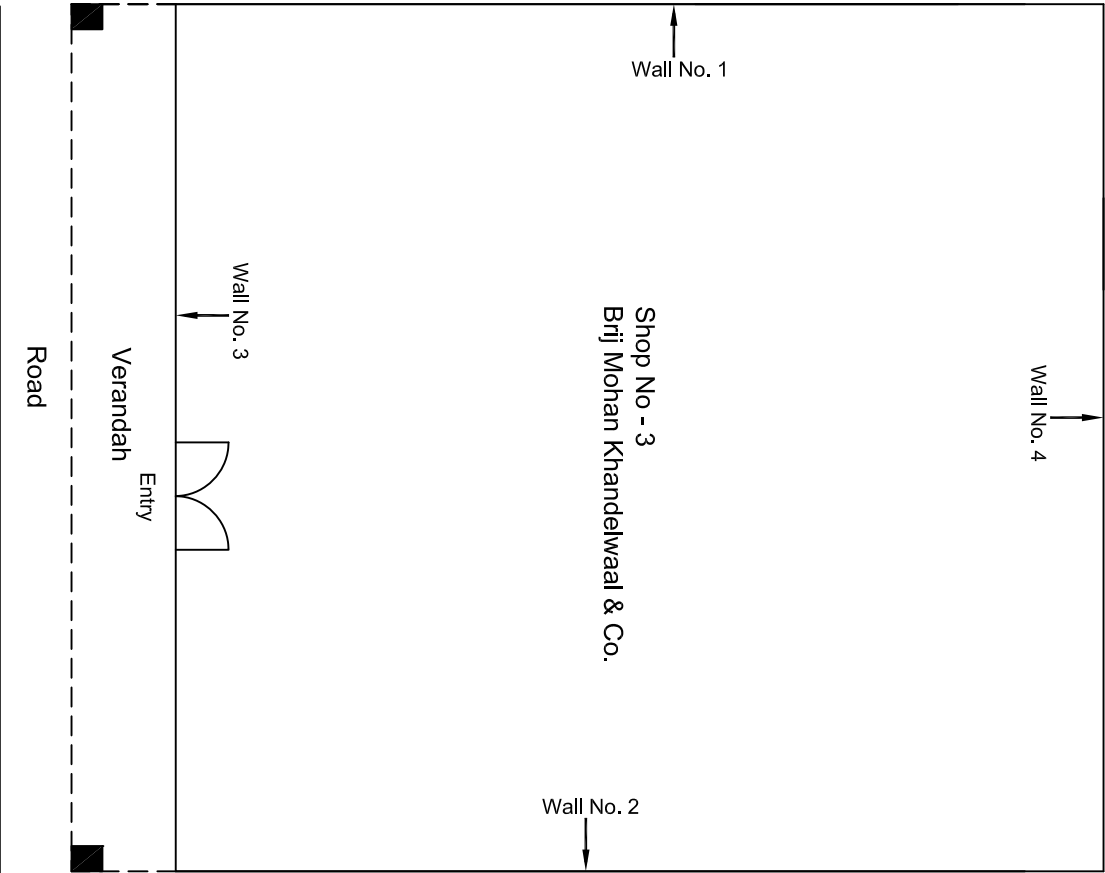 Wall No. 1
Wall No. 4
Shop No - 3
Brij Mohan Khandelwaal & Co.
Wall No. 3
Entry
Verandah
Road
Wall No. 2